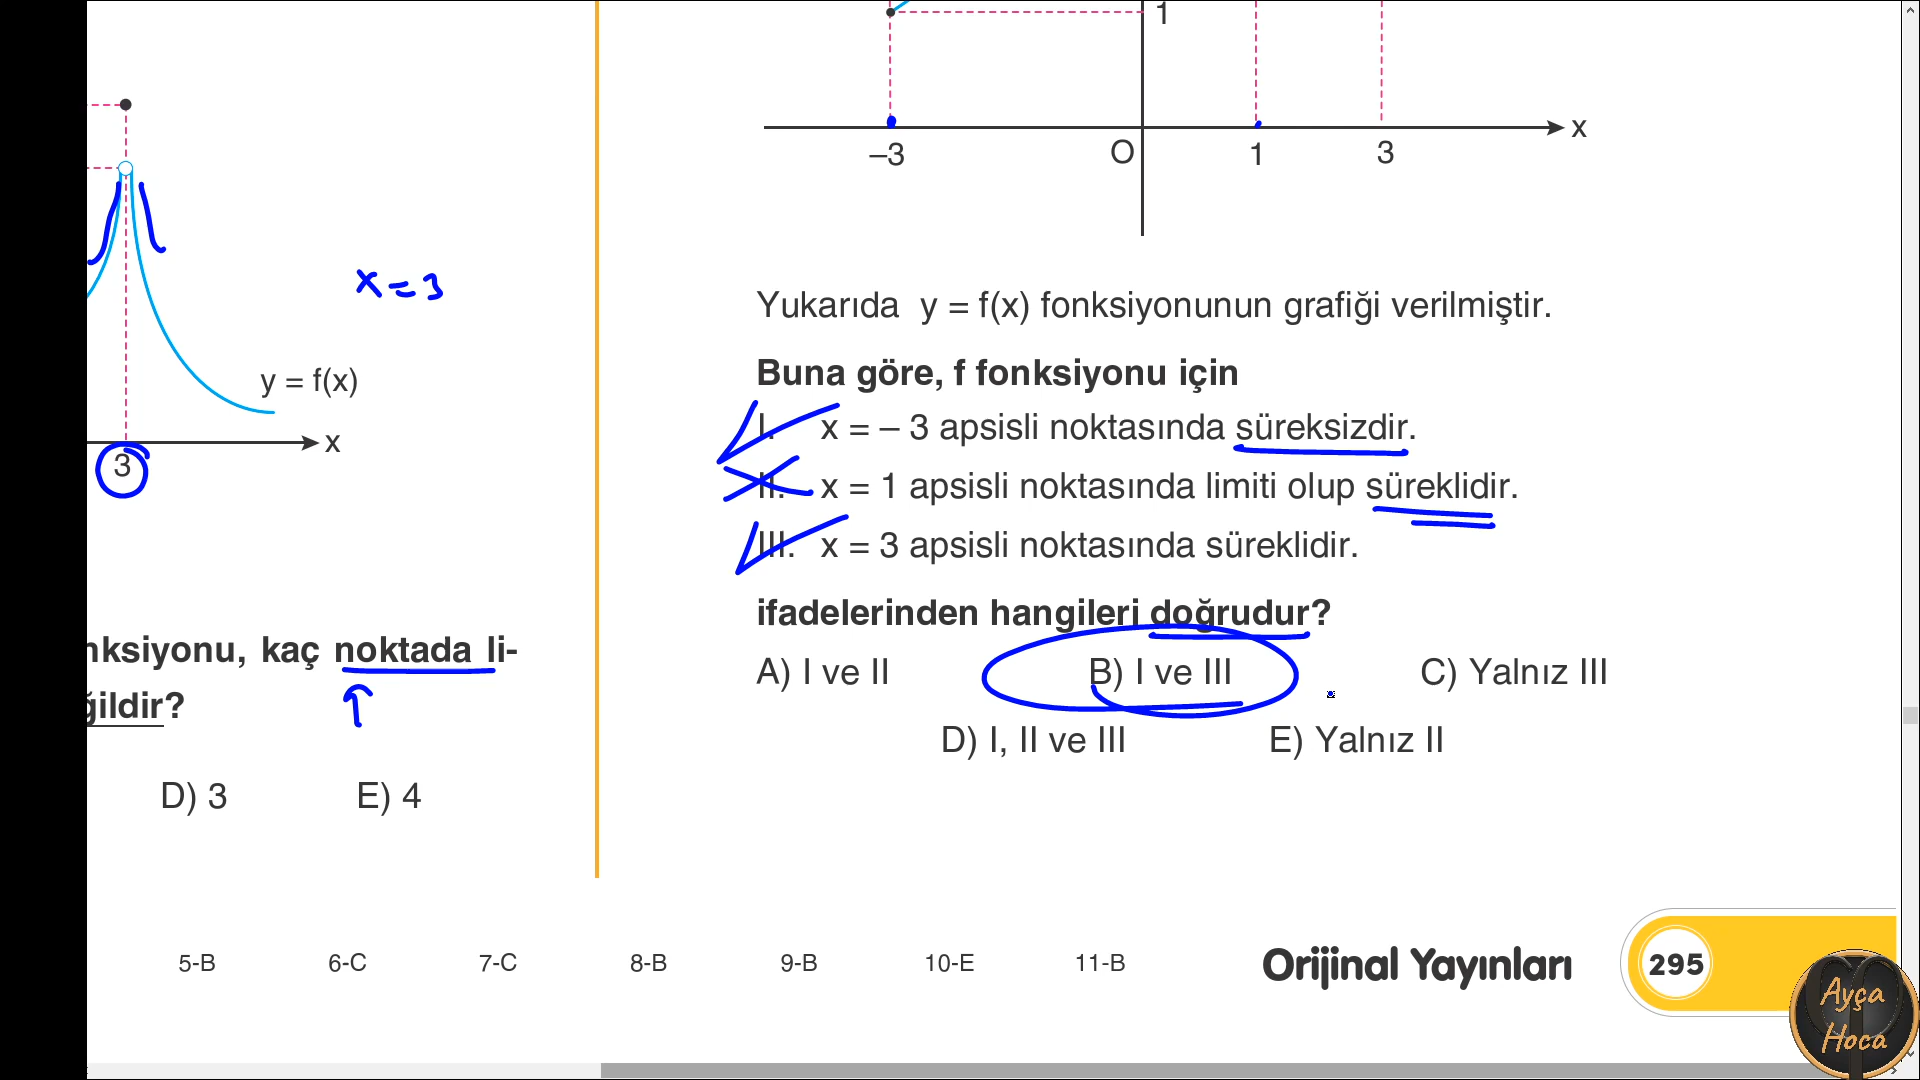 y = f(x)
x
3
x = 3
nksiyonu, kaç noktada li-
ğildir?
D) 3
E) 4
1
x
–3
O
1
3
Yukarıda y = f(x) fonksiyonunun grafiği verilmiştir.
Buna göre, f fonksiyonu için
I. x = – 3 apsisli noktasında süreksizdir.
II. x = 1 apsisli noktasında limiti olup süreklidir.
III. x = 3 apsisli noktasında süreklidir.
ifadelerinden hangileri doğrudur?
A) I ve II
B) I ve III
C) Yalnız III
D) I, II ve III
E) Yalnız II
5-B 6-C 7-C 8-B 9-B 10-E 11-B
Orijinal Yayınları
295
Ayça
Hoca